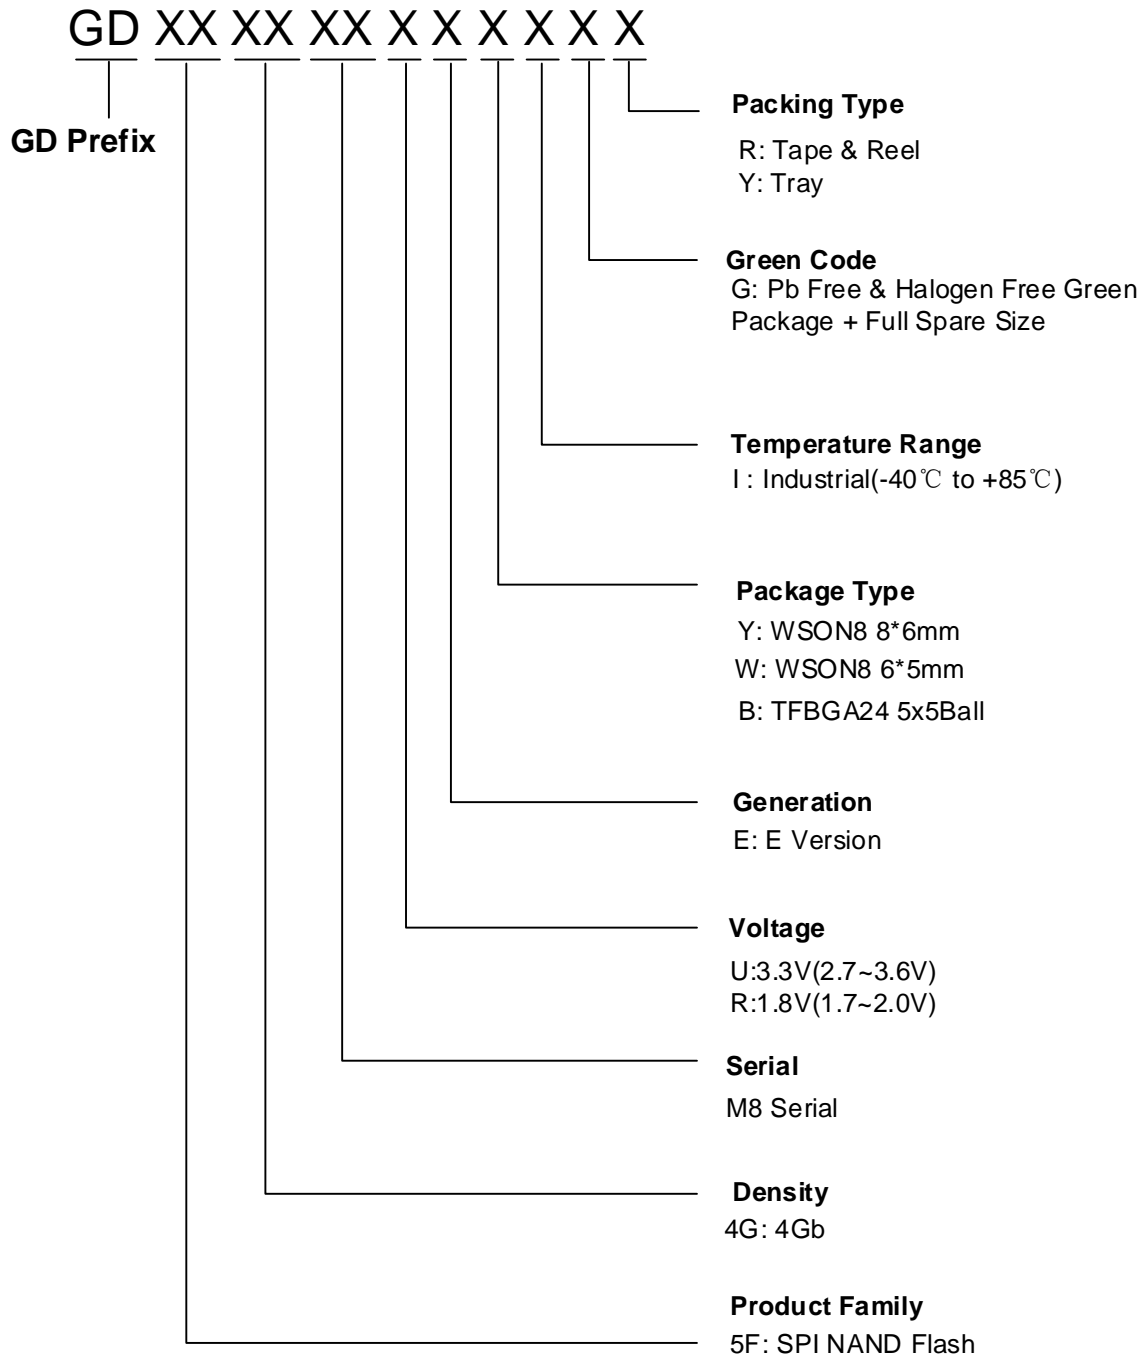 GD XX XX XX X X X X X X
GD Prefix
Packing Type
R: Tape & Reel
Y: Tray
Green Code
G: Pb Free & Halogen Free Green
Package + Full Spare Size
Temperature Range
I : Industrial(-40℃ to +85℃)
Package Type
Y: WSON8 8*6mm
W: WSON8 6*5mm
B: TFBGA24 5x5Ball
Generation
E: E Version
Voltage
U:3.3V(2.7~3.6V)
R:1.8V(1.7~2.0V)
Serial
M8 Serial
Density
4G: 4Gb
Product Family
5F: SPI NAND Flash